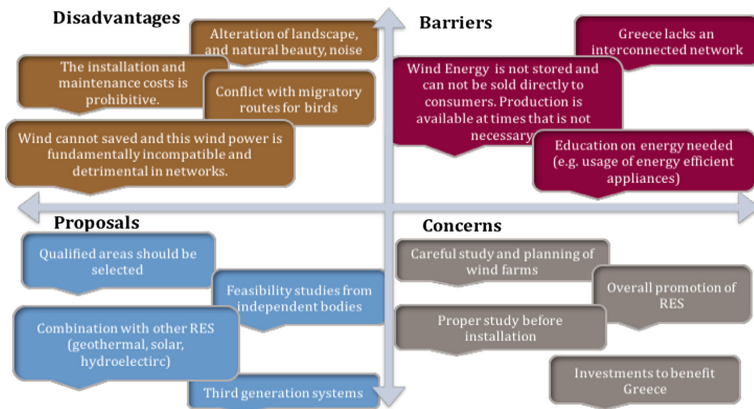 Disadvantages
Alteration of landscape,
and natural beauty, noise
The installation and
maintenance costs is
prohibitive.
Conflict with migratory
routes for birds
Wind cannot saved and this wind power is
fundamentally incompatible and
detrimental in networks.
Barriers
Greece lacks an
interconnected network
Wind Energy is not stored and
can not be sold directly to
consumers. Production is
available at times that is not
necessary
Education on energy needed
(e.g. usage of energy efficient
appliances)
Proposals
Qualified areas should be
selected
Feasibility studies from
independent bodies
Combination with other RES
(geothermal, solar,
hydroelectirc)
Third generation systems
Concerns
Careful study and planning of
wind farms
Overall promotion of
RES
Proper study before
installation
Investments to benefit
Greece